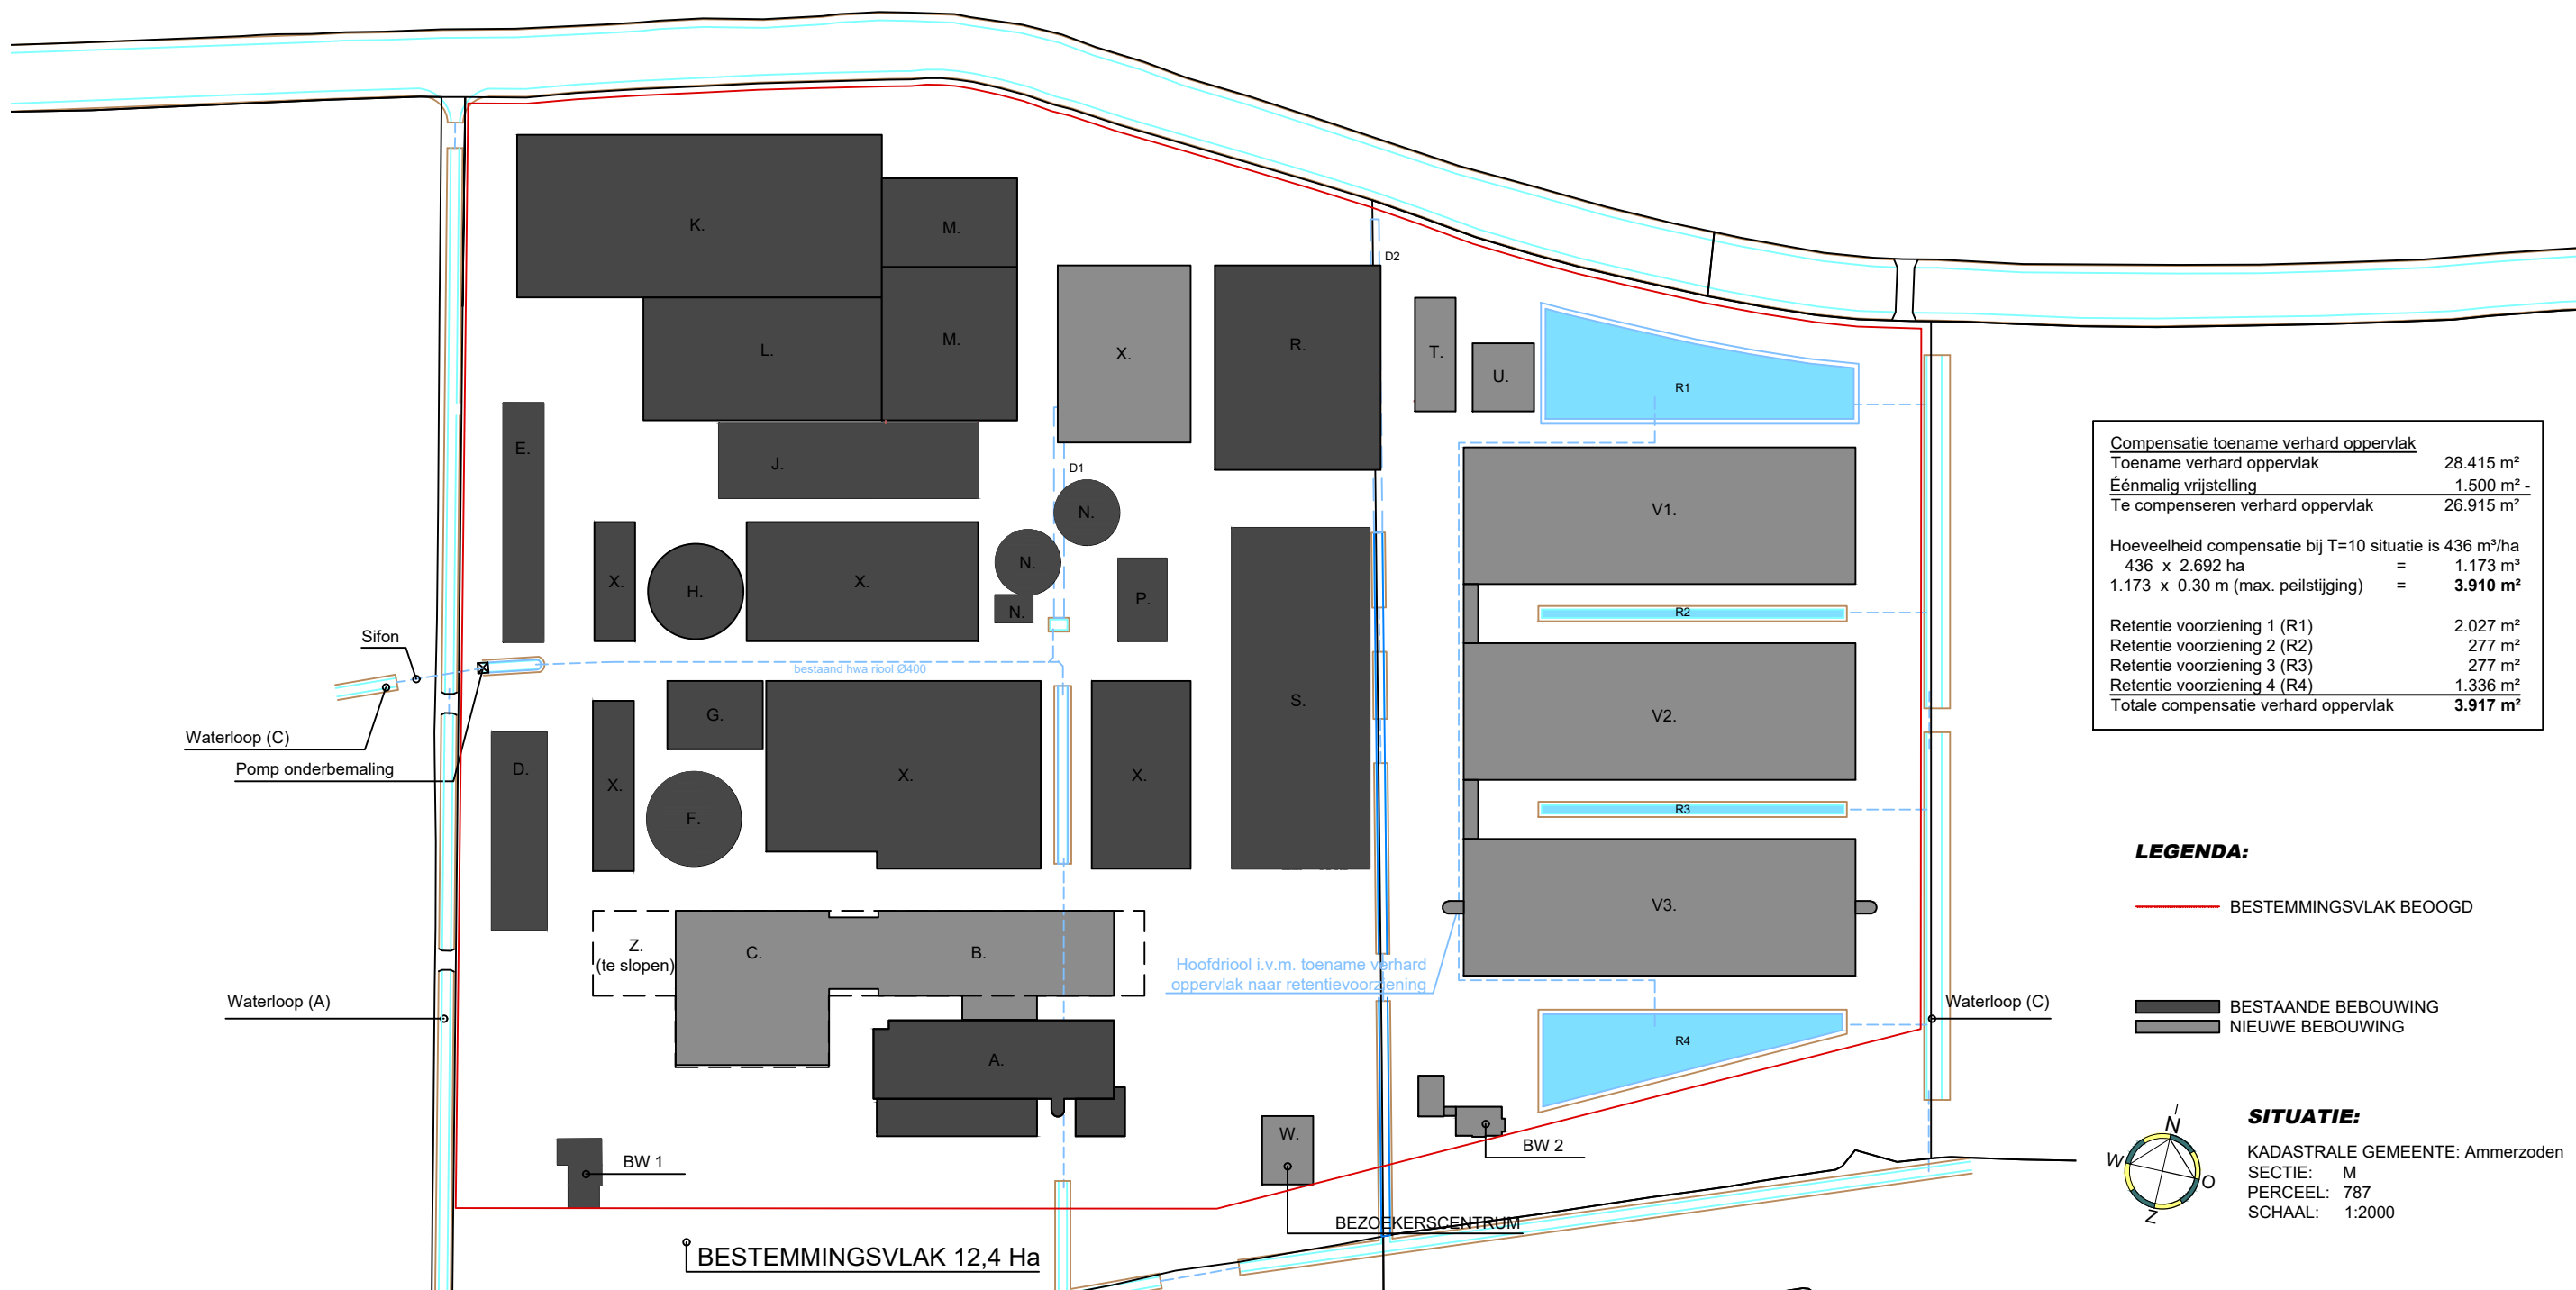 K.
M.
D2
X.
R.
M.
L.
T.
U.
R1
E.
J.
D1
N.
V1.
X.
H.
X.
N.
N.
P.
R2
Sifon
bestaand hwa riool Ø400
Waterloop (C)
Pomp onderbemaling
G.
S.
V2.
D.
X.
F.
X.
X.
R3
V3.
Z.
(te slopen)
C.
B.
Hoofdriool i.v.m. toename verhard
oppervlak naar retentievoorziening
Waterloop (A)
Waterloop (C)
R4
A.
W.
BW 1
BW 2
BEZOEKERSCENTRUM
BESTEMMINGSVLAK 12,4 Ha
Compensatie toename verhard oppervlak
Toename verhard oppervlak 28.415 m²
Éénmalig vrijstelling 1.500 m² -
Te compenseren verhard oppervlak 26.915 m²
Hoeveelheid compensatie bij T=10 situatie is 436 m³/ha
436 x 2.692 ha = 1.173 m³
1.173 x 0.30 m (max. peilstijging) = 3.910 m²
Retentie voorziening 1 (R1) 2.027 m²
Retentie voorziening 2 (R2) 277 m²
Retentie voorziening 3 (R3) 277 m²
Retentie voorziening 4 (R4) 1.336 m²
Totale compensatie verhard oppervlak 3.917 m²
LEGENDA:
BESTEMMINGSVLAK BEOOGD
BESTAANDE BEBOUWING
NIEUWE BEBOUWING
N
W
O
Z
SITUATIE:
KADASTRALE GEMEENTE: Ammerzoden
SECTIE: M
PERCEEL: 787
SCHAAL: 1:2000